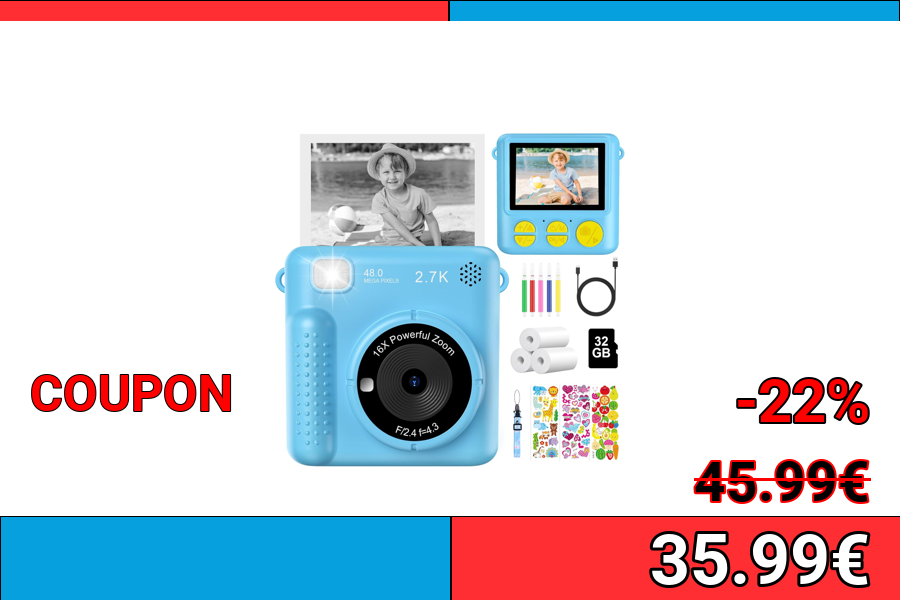 48.0
MEGA PIXELS
2.7K
16X Powerful Zoom
F/2.4 f=4.3
32
GB
COUPON
-22%
45.99€
35.99€